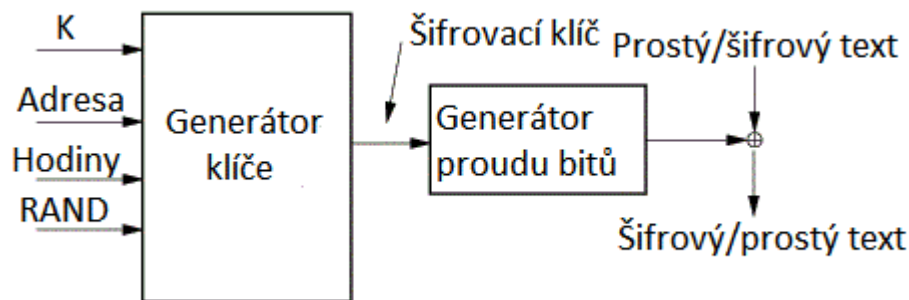 K
Adresa
Hodiny
RAND
Generátor
klíče
Šifrovací klíč
Generátor
proudu bitů
Prostý/šifrový text
Šifrový/prostý text